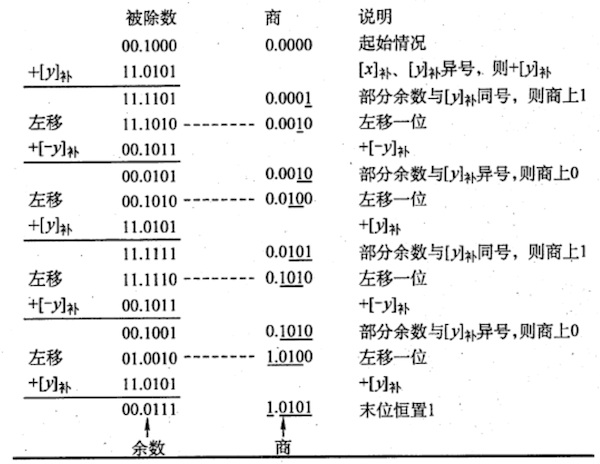 被除数 商 说明
00.1000 0.0000 起始情况
+[y]补 11.0101 [x]补、[y]补异号，则+[y]补
11.1101 0.0001 部分余数与[y]补同号，则商上1
左移 11.1010 ------- 0.0010 左移一位
+[-y]补 00.1011 +[-y]补
00.0101 0.0010 部分余数与[y]补异号,则商上0
左移 00.1010 ------- 0.0100 左移一位
+[y]补 11.0101 +[y]补
11.1111 0.0101 部分余数与[y]补同号，则商上1
左移 11.1110 ------- 0.1010 左移一位
+[-y]补 00.1011 +[-y]补
00.1001 0.1010 部分余数与[y]补异号,则商上0
左移 01.0010 ------- 1.0100 左移一位
+[y]补 11.0101 +[y]补
00.0111 1.0101 末位恒置1
余数 商